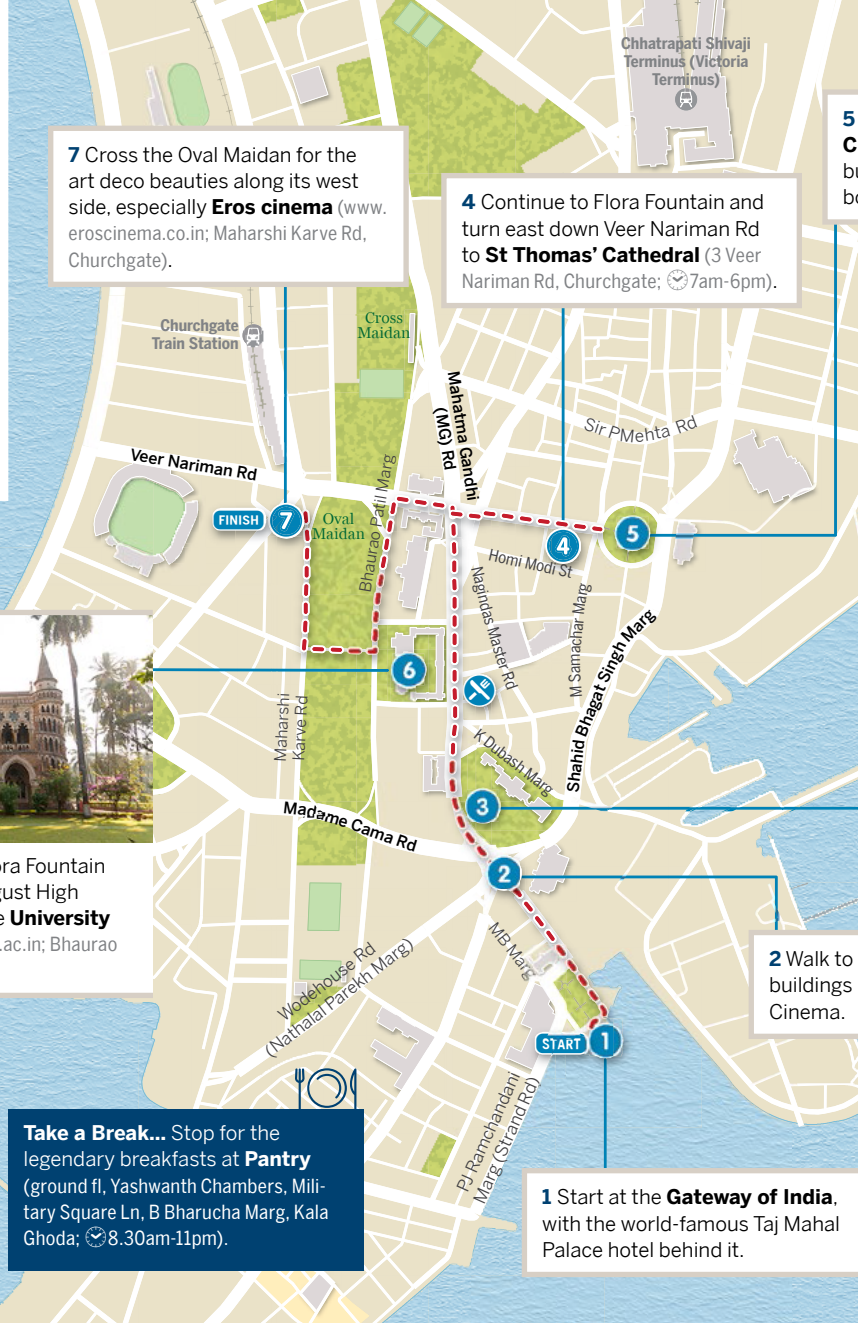 Chhatrapati Shivaji
Terminus (Victoria
Terminus)
5
C
bu
bo
7 Cross the Oval Maidan for the
art deco beauties along its west
side, especially Eros cinema (www.
eroscinema.co.in; Maharshi Karve Rd,
Churchgate).
4 Continue to Flora Fountain and
turn east down Veer Nariman Rd
to St Thomas' Cathedral (3 Veer
Nariman Rd, Churchgate; 7am-6pm).
Churchgate
Train Station
Cross
Maidan
Mahatma Gandhi
(MG) Rd
Sir PMehta Rd
Veer Nariman Rd
Bhaurao Patil Marg
FINISH 7
Oval
Maidan
4
5
Homi Modi St
Nagindas Master Rd
M Samachar Marg
Shahid Bhagat Singh Marg
6
Maharshi
Karve Rd
K Dubash Marg
3
Madame Cama Rd
2
ora Fountain
gust High
e University
.ac.in; Bhaurao
MB Marg
Wodehouse Rd
(Nathalal Parekh Marg)
2 Walk to
buildings
Cinema.
START 1
PJ Ramchandani
Marg (Strand Rd)
Take a Break... Stop for the
legendary breakfasts at Pantry
(ground fl, Yashwanth Chambers, Mili-
tary Square Ln, B Bharucha Marg, Kala
Ghoda; 8.30am-11pm).
1 Start at the Gateway of India,
with the world-famous Taj Mahal
Palace hotel behind it.